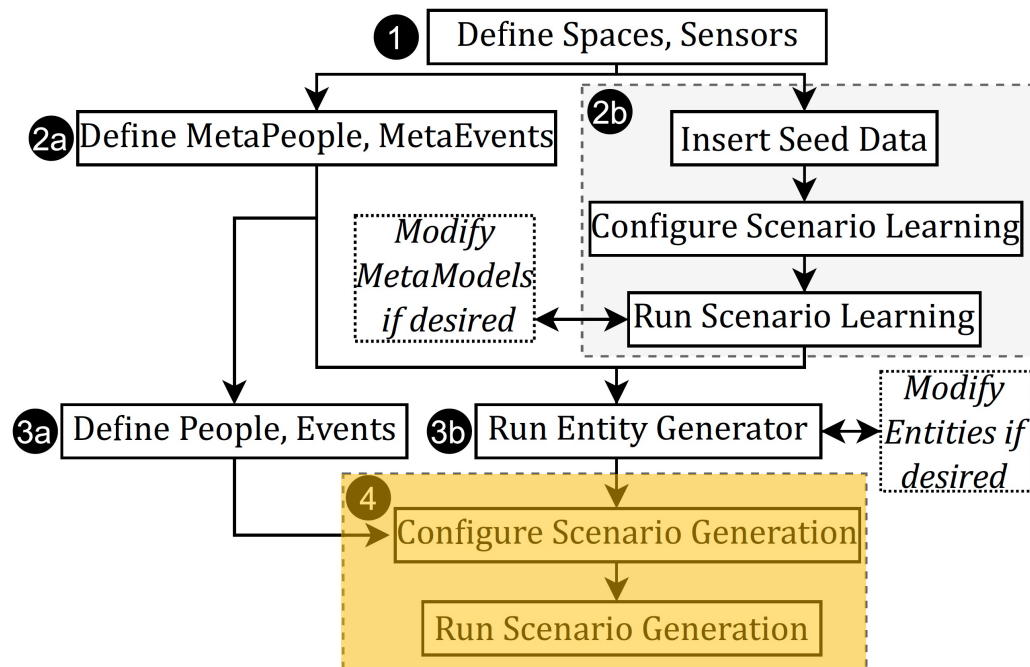 1 Define Spaces, Sensors
2a Define MetaPeople, MetaEvents
2b
Insert Seed Data
Configure Scenario Learning
Modify
MetaModels
if desired
Run Scenario Learning
3a Define People, Events
3b Run Entity Generator
Modify
Entities if
desired
4
Configure Scenario Generation
Run Scenario Generation